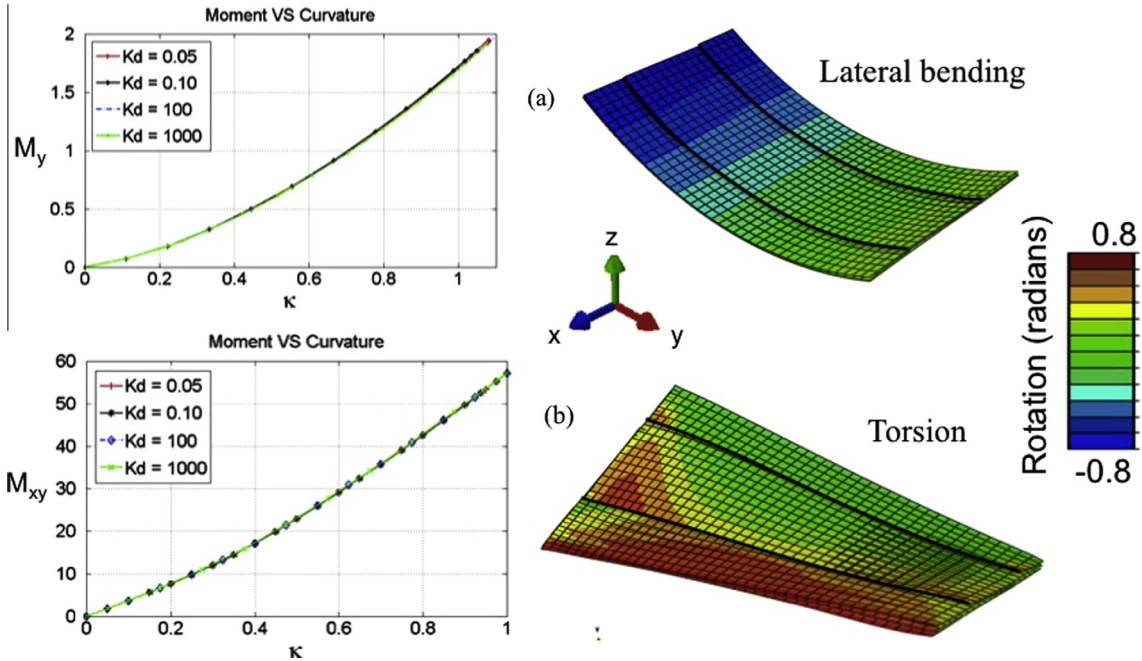 Moment VS Curvature
2
1.5
1
0.5
0
My
Kd = 0.05
Kd = 0.10
Kd = 100
Kd = 1000
0 0.2 0.4 0.6 0.8 1
κ
(a)
Lateral bending
z
x
y
Rotation (radians)
0.8
-0.8
Moment VS Curvature
60
50
40
30
20
10
0
Mxy
Kd = 0.05
Kd = 0.10
Kd = 100
Kd = 1000
0 0.2 0.4 0.6 0.8 1
κ
(b)
Torsion